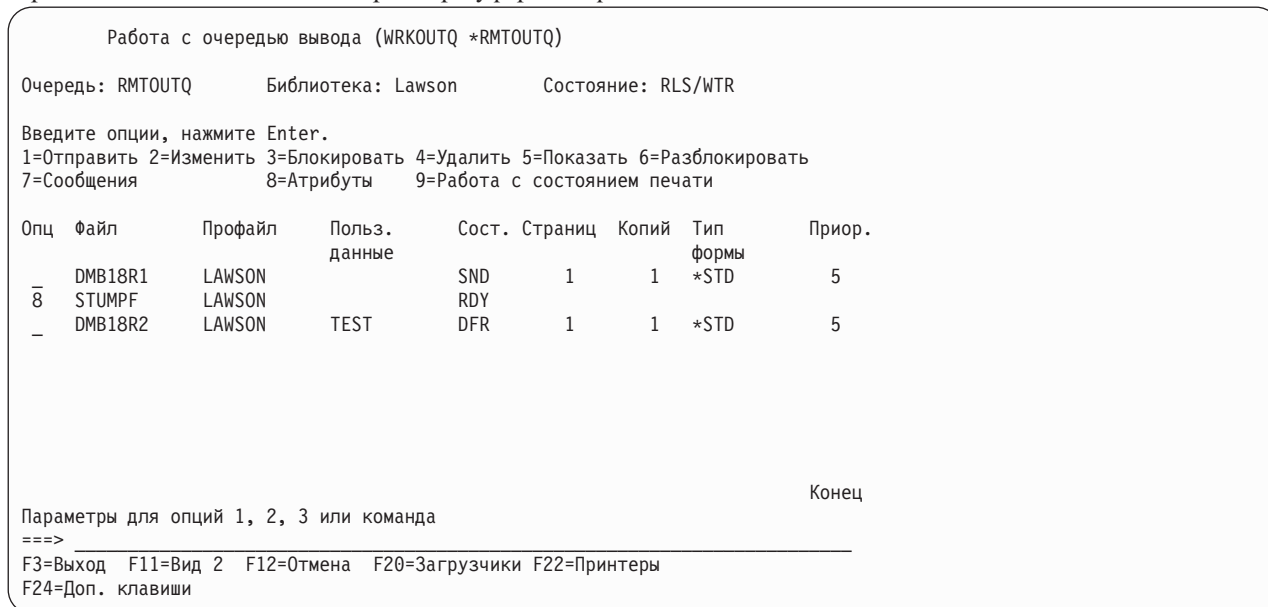 Работа с очередью вывода (WRKOUTQ *RMTOUTQ)
Очередь: RMTOUTQ Библиотека: Lawson Состояние: RLS/WTR
Введите опции, нажмите Enter.
1=Отправить 2=Изменить 3=Блокировать 4=Удалить 5=Показать 6=Разблокировать
7=Сообщения 8=Атрибуты 9=Работа с состоянием печати
Опц Файл Профайл Польз. Сост. Страниц Копий Тип Приор.
данные формы
_ DMB18R1 LAWSON SND 1 1 *STD 5
8 STUMPF LAWSON RDY
_ DMB18R2 LAWSON TEST DFR 1 1 *STD 5
Конец
Параметры для опций 1, 2, 3 или команда
===>
F3=Выход F11=Вид 2 F12=Отмена F20=Загрузчики F22=Принтеры
F24=Доп. клавиши